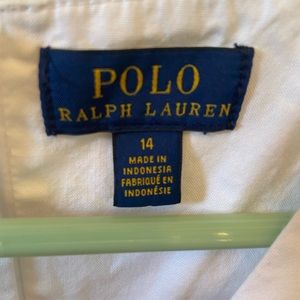 POLO
RALPH LAUREN
14
MADE IN
INDONESIA
FABRIQUÉ EN
INDONÉSIE